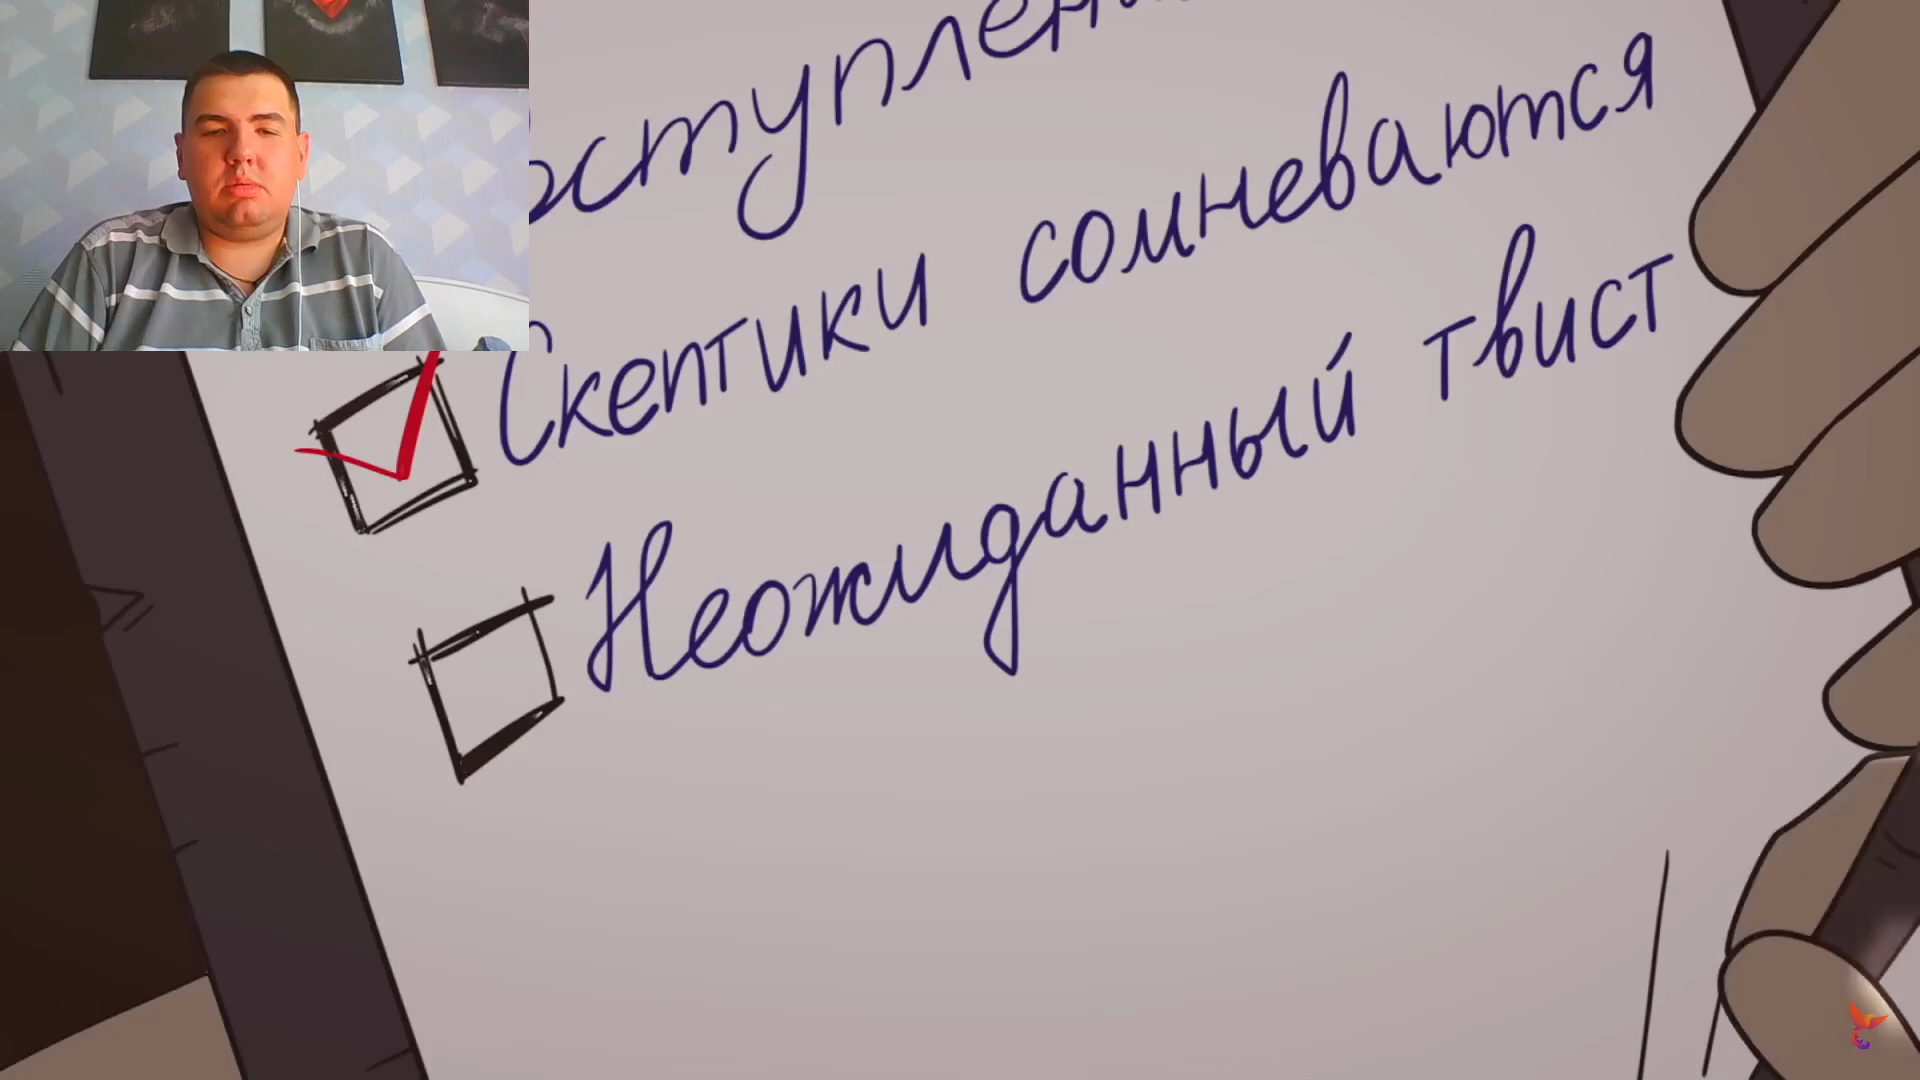 Скептики сомневаются
Неожиданный твист